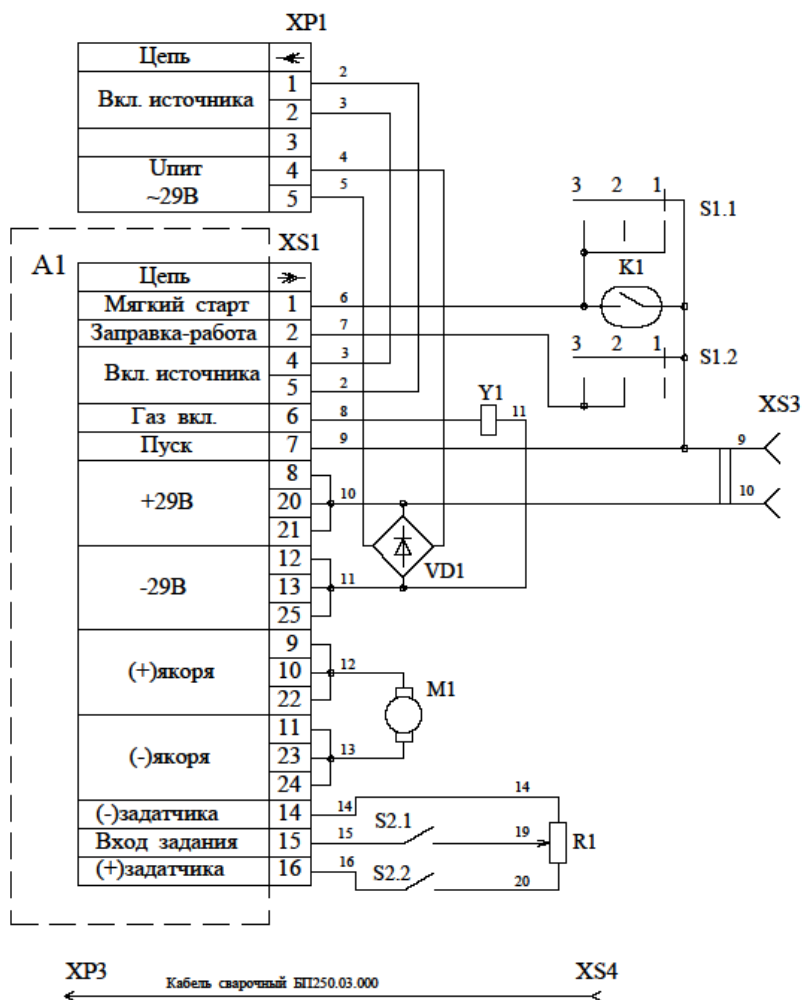 XP1
Цепь
Вкл. источника 1 2
2 3
3
Uпит 4 4
~29В 5 5
3 2 1 S1.1
A1 XS1
K1
Цепь
Мягкий старт 1 6
Заправка-работа 2 7
3 2 1 S1.2
Вкл. источника 4 3
5 2
Газ вкл. 6 8 Y1 11
XS3
Пуск 7 9 9
+29В 8
20 10 10
21
-29В 12
13 11 VD1
25
(+)якоря 9
10 12
22
M1
(-)якоря 11
23 13
24
(-)задатчика 14 14 14
Вход задания 15 15 S2.1 19 R1
(+)задатчика 16 16 S2.2 20
XP3 Кабель сварочный БП250.03.000 XS4